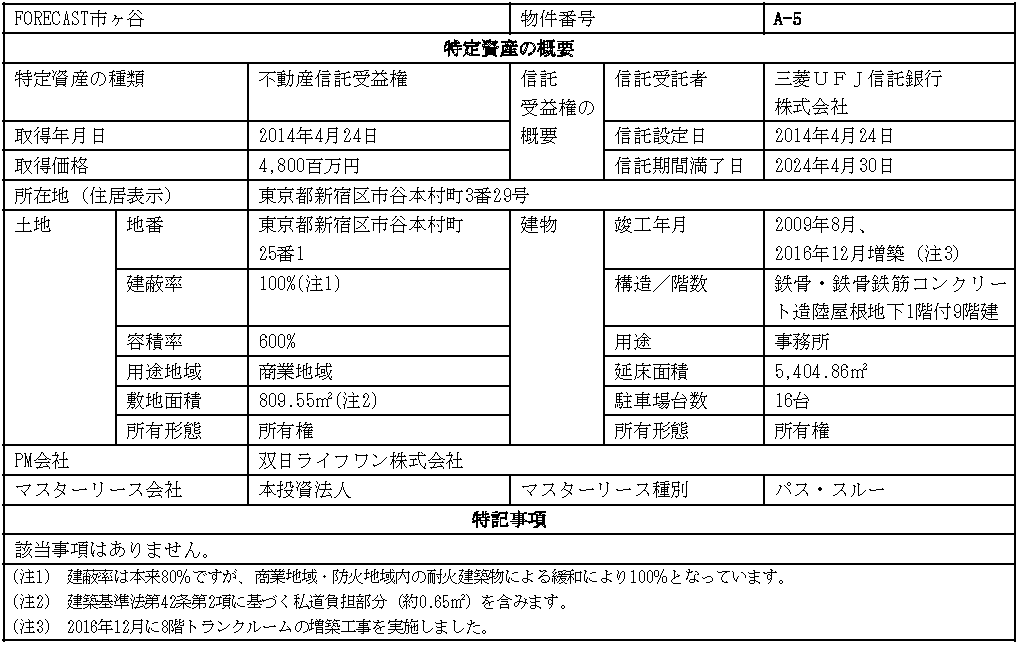 FORECAST市ヶ谷 物件番号 A-5
特定資産の概要
特定資産の種類 不動産信託受益権 信託 信託受託者 三菱ＵＦＪ信託銀行
受益権の 株式会社
取得年月日 2014年4月24日 概要 信託設定日 2014年4月24日
取得価格 4,800百万円 信託期間満了日 2024年4月30日
所在地（住居表示） 東京都新宿区市谷本村町3番29号
土地 地番 東京都新宿区市谷本村町 建物 竣工年月 2009年8月、
25番1 2016年12月増築（注3）
建蔽率 100%(注1) 構造／階数 鉄骨・鉄骨鉄筋コンクリー
ト造陸屋根地下1階付9階建
容積率 600% 用途 事務所
用途地域 商業地域 延床面積 5,404.86㎡
敷地面積 809.55㎡(注2) 駐車場台数 16台
所有形態 所有権 所有形態 所有権
PM会社 双日ライフワン株式会社
マスターリース会社 本投資法人 マスターリース種別 パス・スルー
特記事項
該当事項はありません。
(注1) 建蔽率は本来80%ですが、商業地域・防火地域内の耐火建築物による緩和により100%となっています。
(注2) 建築基準法第42条第2項に基づく私道負担部分（約0.65㎡）を含みます。
(注3) 2016年12月に8階トランクルームの増築工事を実施しました。